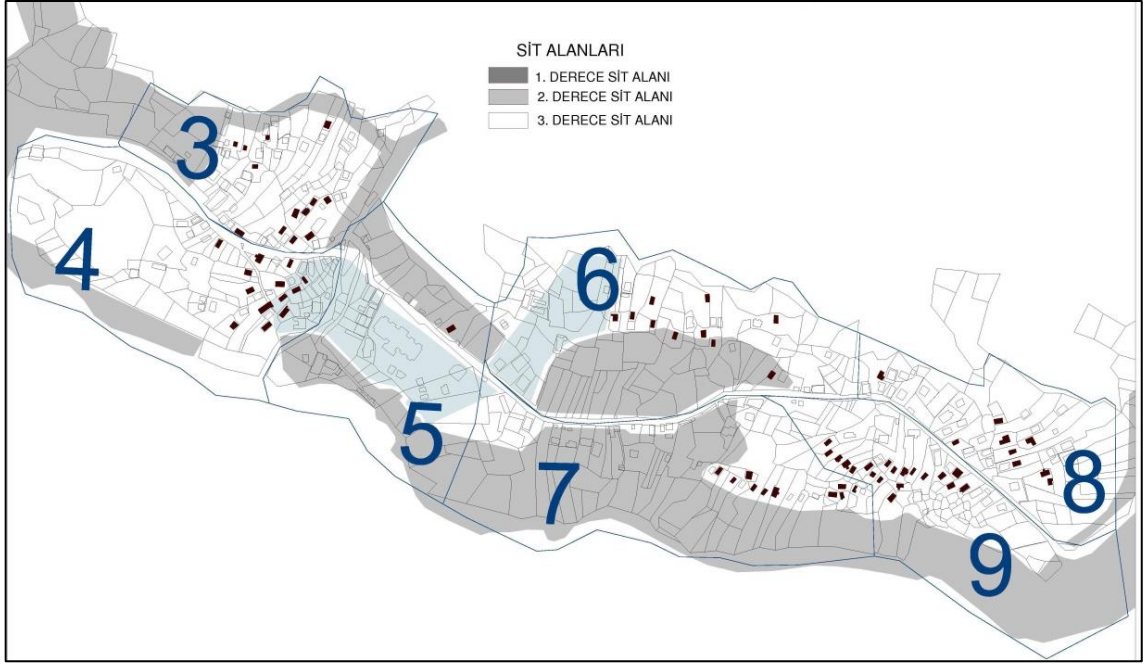 SİT ALANLARI
1. DERECE SİT ALANI
2. DERECE SİT ALANI
3. DERECE SİT ALANI
3
4
6
5
7
8
9